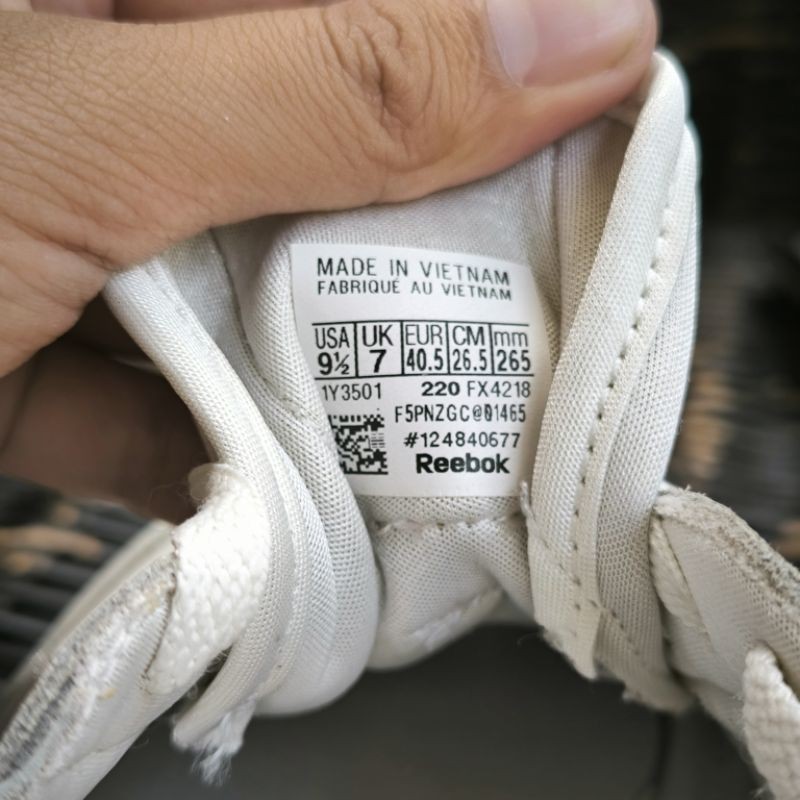 MADE IN VIETNAM
FABRIQUÉ AU VIETNAM
USA UK EUR CM mm
9½ 7 40.5 26.5 265
1Y3501 220 FX4218
F5PNZGC@01465
#124840677
Reebok